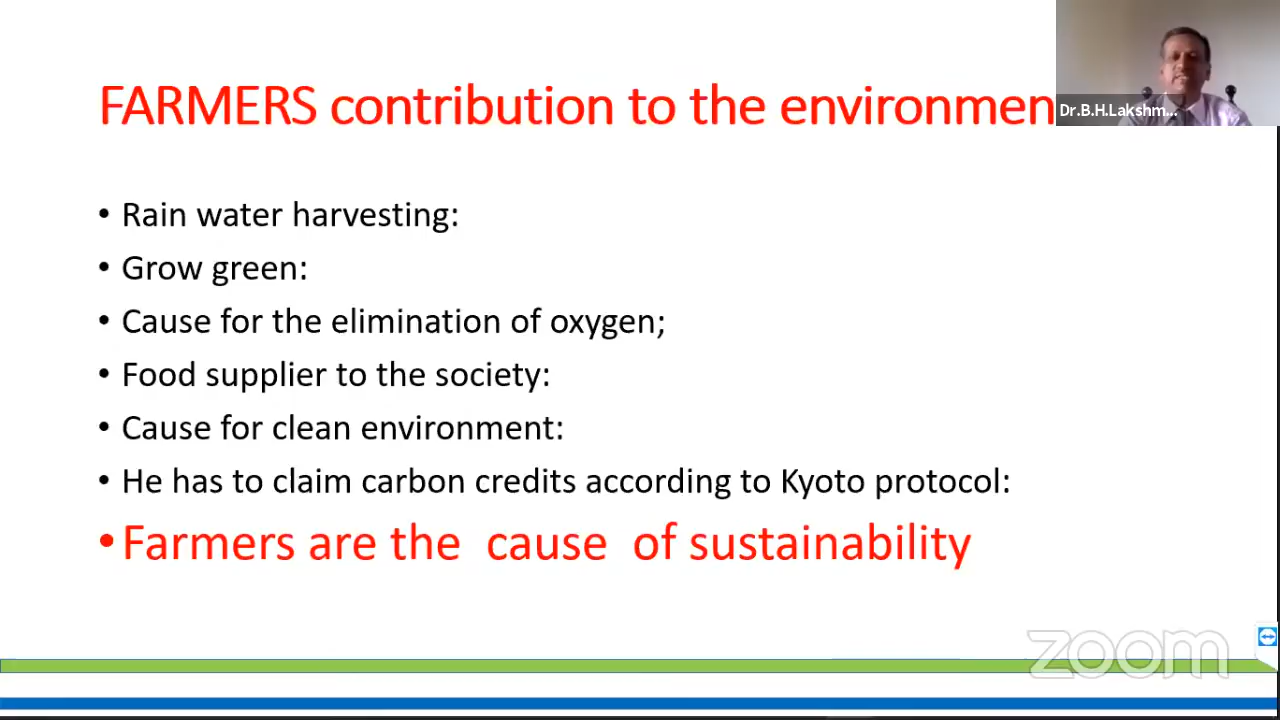 FARMERS contribution to the environmen
Dr.B.H.Lakshm...
• Rain water harvesting:
• Grow green:
• Cause for the elimination of oxygen;
• Food supplier to the society:
• Cause for clean environment:
• He has to claim carbon credits according to Kyoto protocol:
• Farmers are the cause of sustainability
zoom